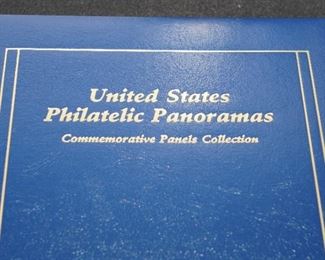 United States
Philatelic Panoramas
Commemorative Panels Collection